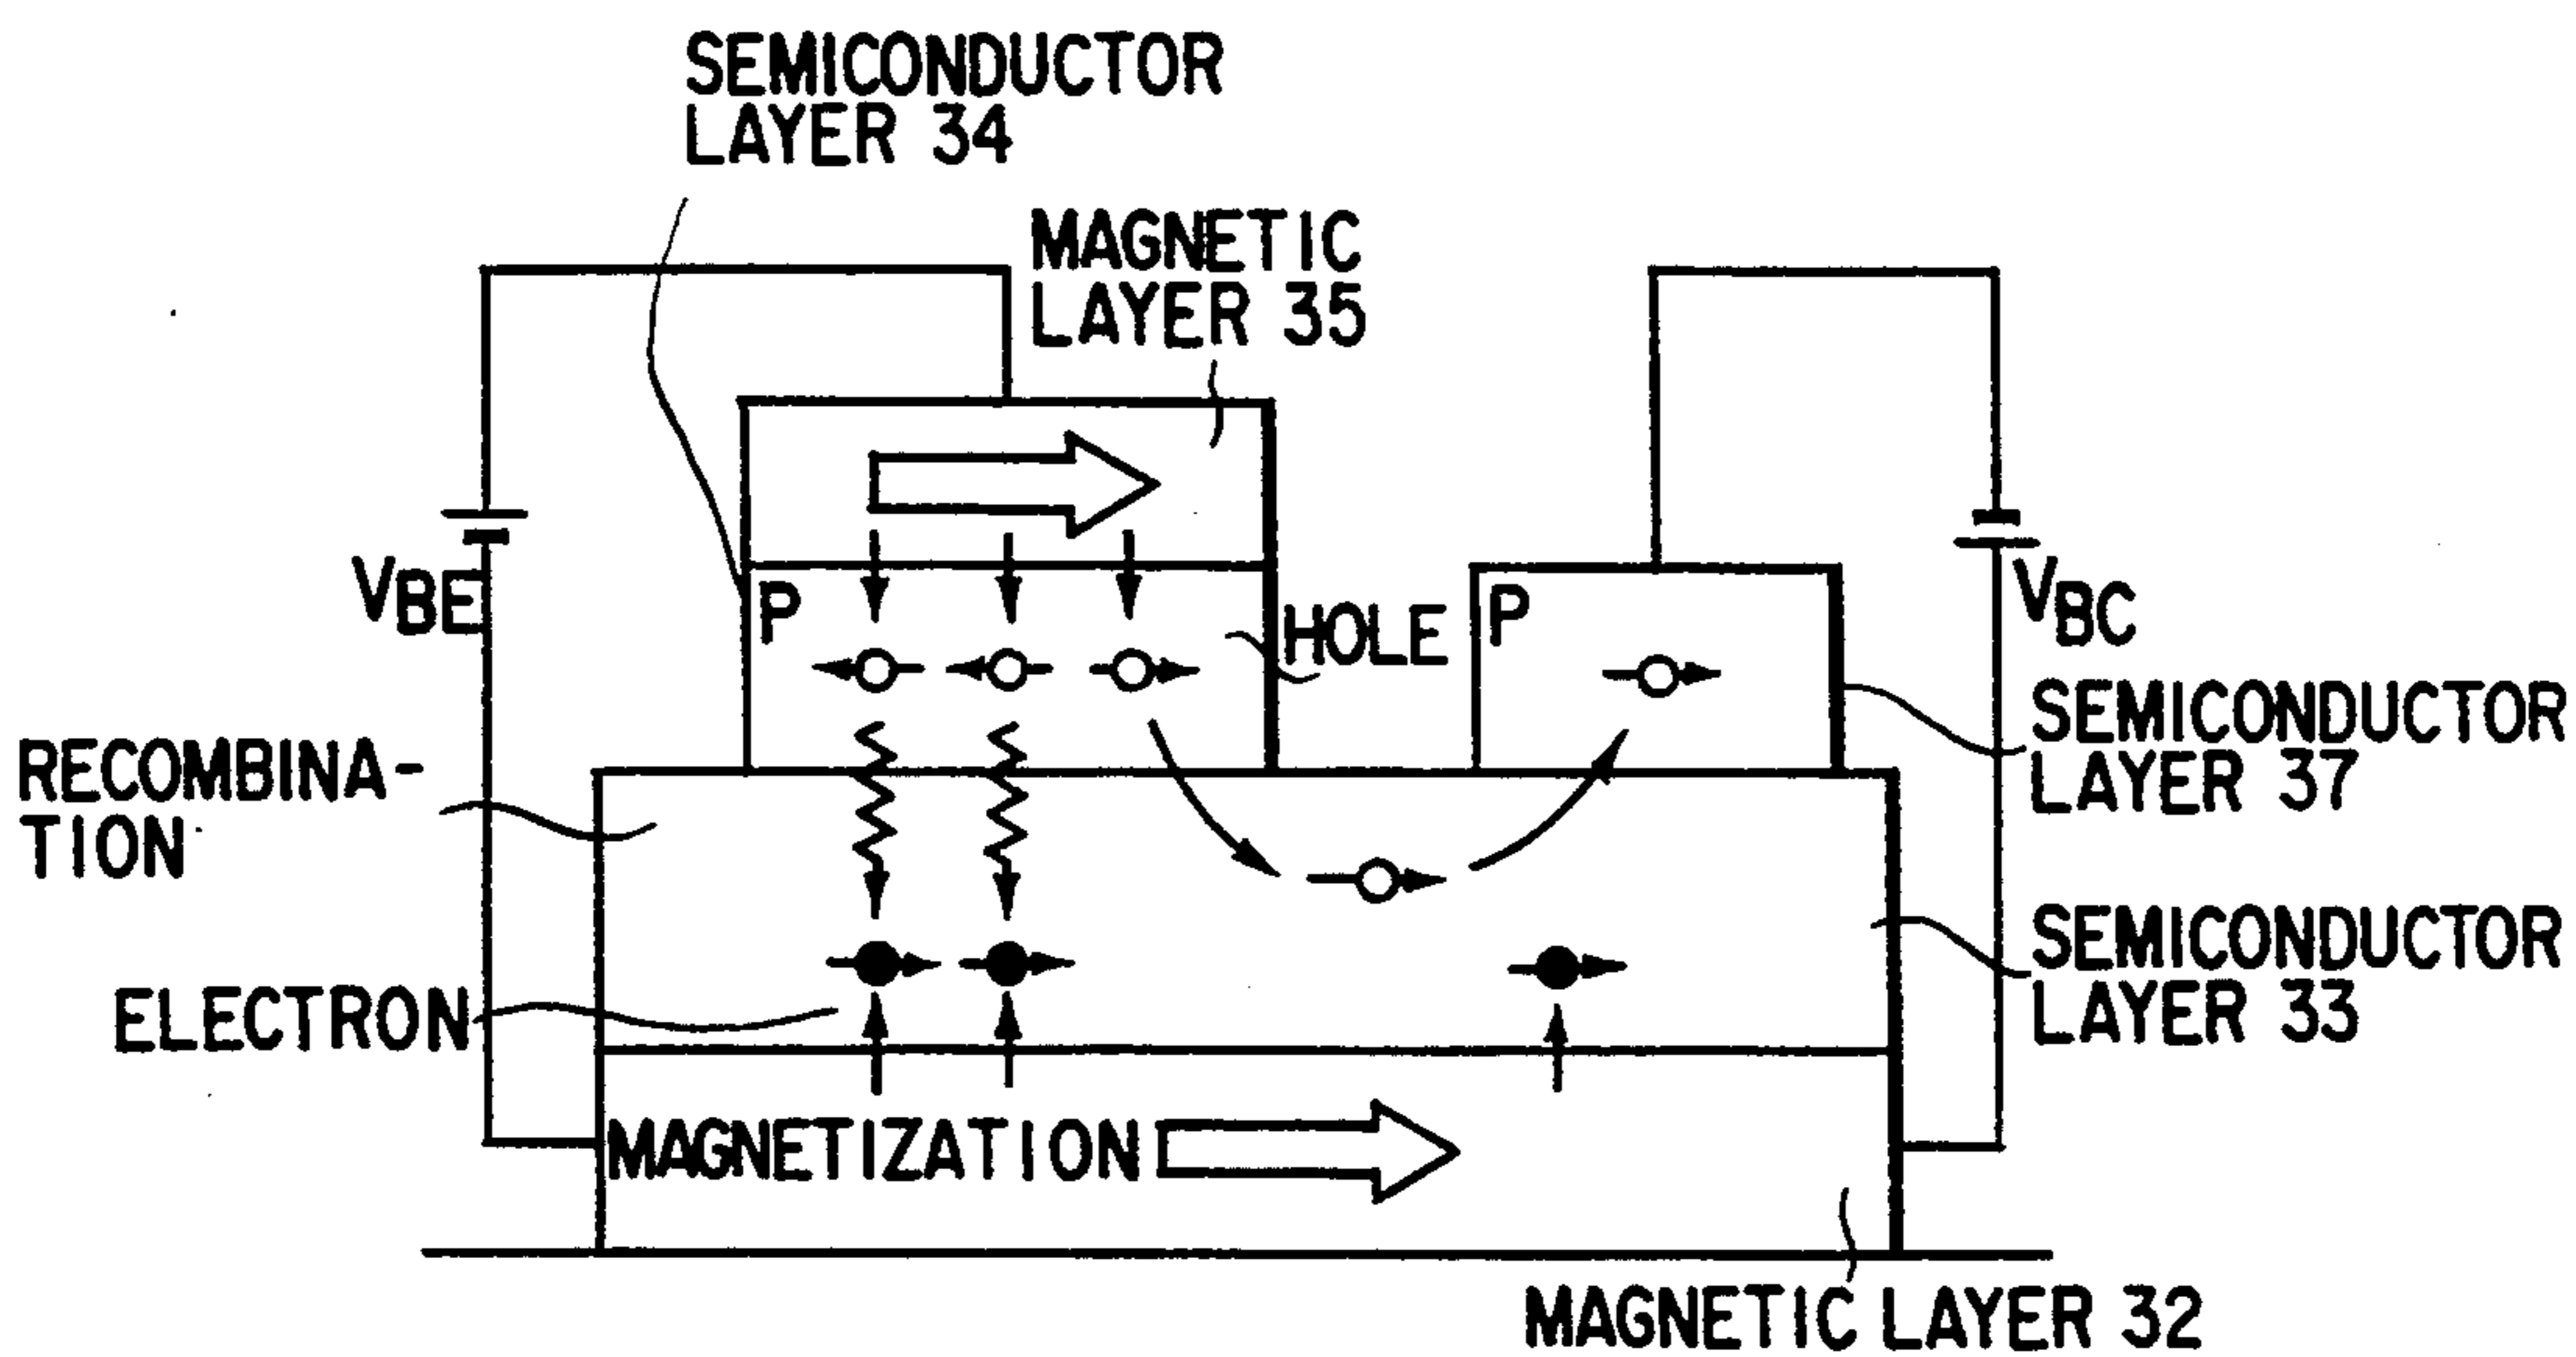 SEMICONDUCTOR
LAYER 34
MAGNETIC
LAYER 35
VBE
P
HOLE
P
VBC
SEMICONDUCTOR
LAYER 37
RECOMBINA-
TION
SEMICONDUCTOR
LAYER 33
ELECTRON
MAGNETIZATION
MAGNETIC LAYER 32